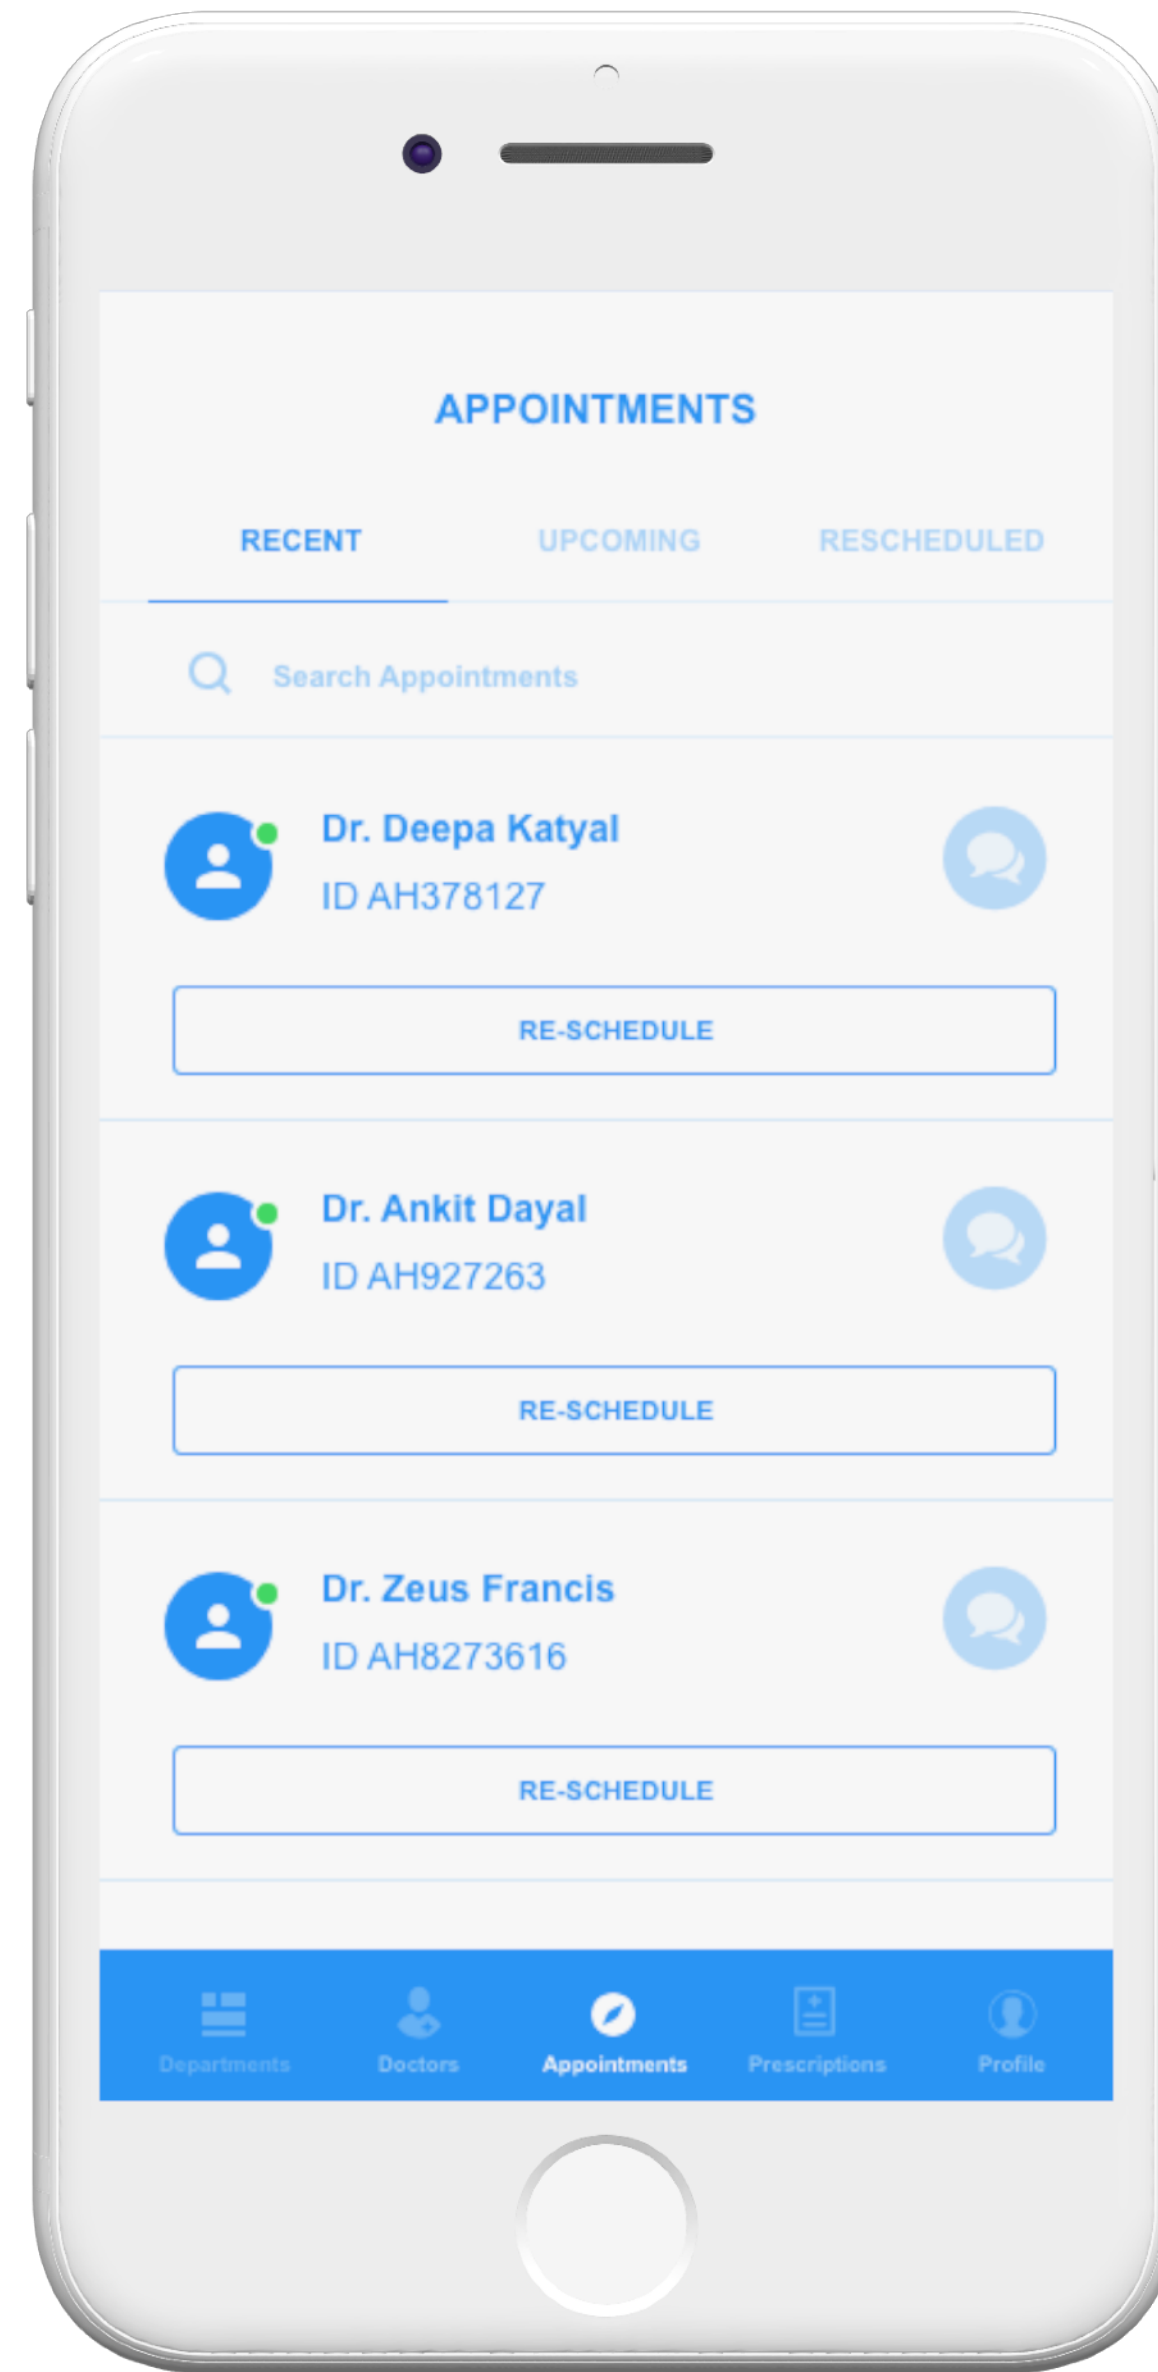 APPOINTMENTS
RECENT UPCOMING RESCHEDULED
Search Appointments
Dr. Deepa Katyal
ID AH378127
RE-SCHEDULE
Dr. Ankit Dayal
ID AH927263
RE-SCHEDULE
Dr. Zeus Francis
ID AH8273616
RE-SCHEDULE
Departments Doctors Appointments Prescriptions Profile